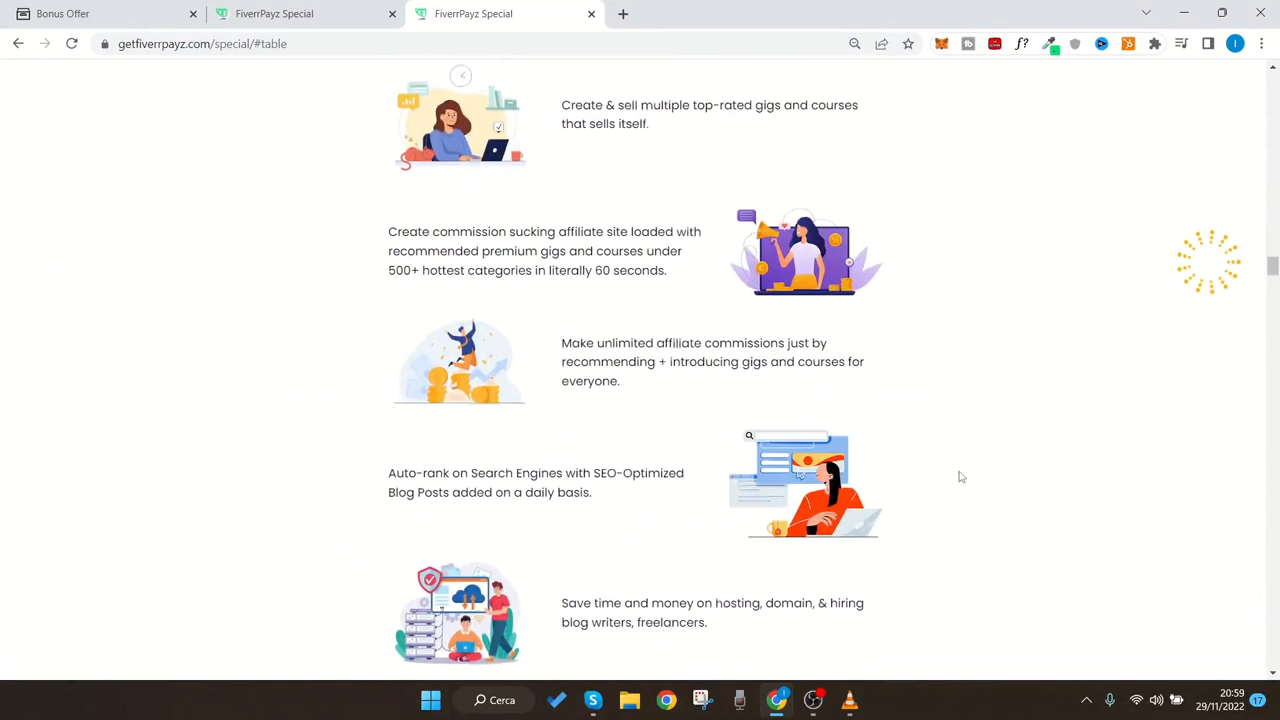 Bonus Offer
FiverrPayz Special
FiverrPayz Special
getfiverrpayz.com/special/#table
f?
I
Create & sell multiple top-rated gigs and courses
that sells itself.
Create commission sucking affiliate site loaded with
recommended premium gigs and courses under
500+ hottest categories in literally 60 seconds.
Make unlimited affiliate commissions just by
recommending + introducing gigs and courses for
everyone.
Auto-rank on Search Engines with SEO-Optimized
Blog Posts added on a daily basis.
Save time and money on hosting, domain, & hiring
blog writers, freelancers.
Cerca
20:59
29/11/2022
17